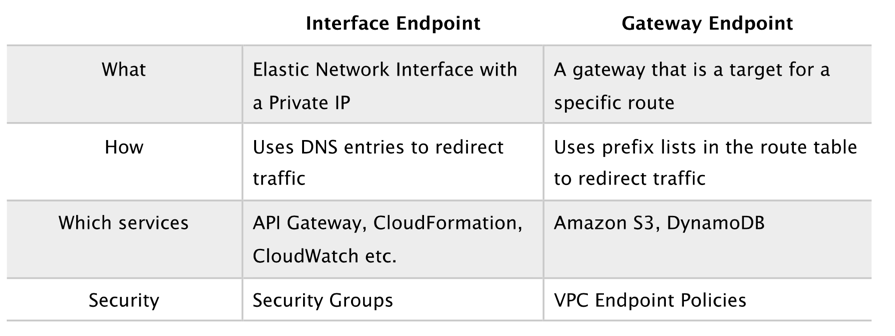 Interface Endpoint Gateway Endpoint
What Elastic Network Interface with A gateway that is a target for a
a Private IP specific route
How Uses DNS entries to redirect Uses prefix lists in the route table
traffic to redirect traffic
Which services API Gateway, CloudFormation, Amazon S3, DynamoDB
CloudWatch etc.
Security Security Groups VPC Endpoint Policies